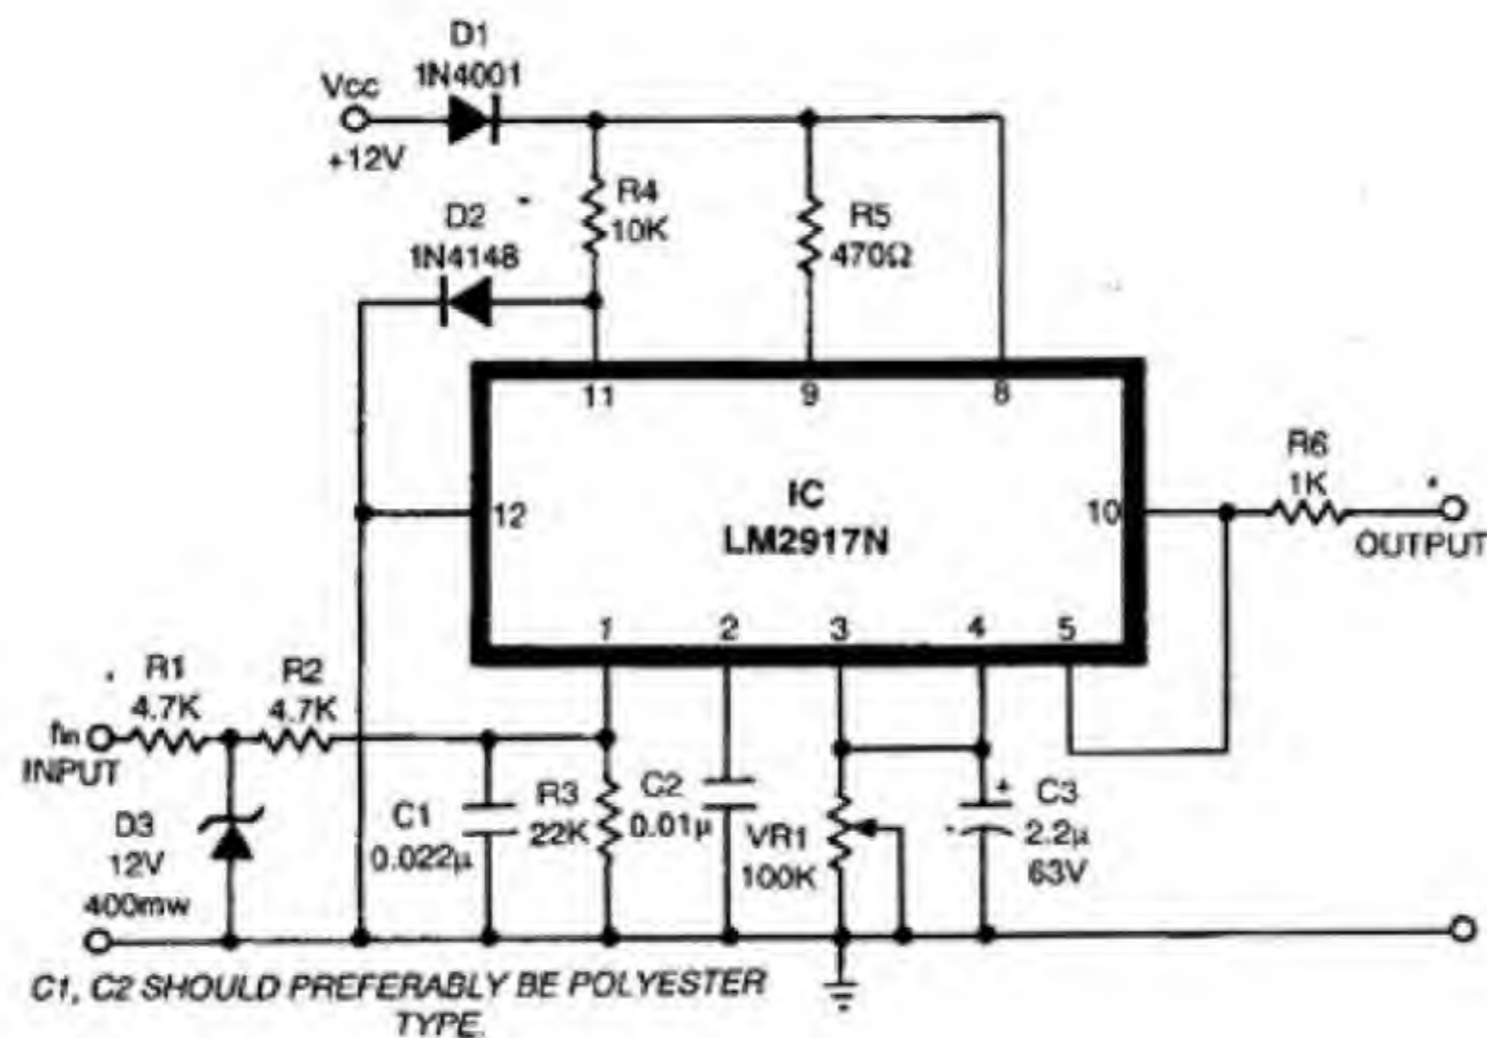 D1
1N4001
Vcc
+12V
D2
1N4148
R4
10K
R5
470Ω
11
9
8
12
IC
LM2917N
10
R6
1K
OUTPUT
1
2
3
4
5
R1
4.7K
R2
4.7K
fin
INPUT
D3
12V
400mw
C1
0.022µ
R3
22K
C2
0.01µ
VR1
100K
+
C3
2.2µ
63V
C1, C2 SHOULD PREFERABLY BE POLYESTER
TYPE.